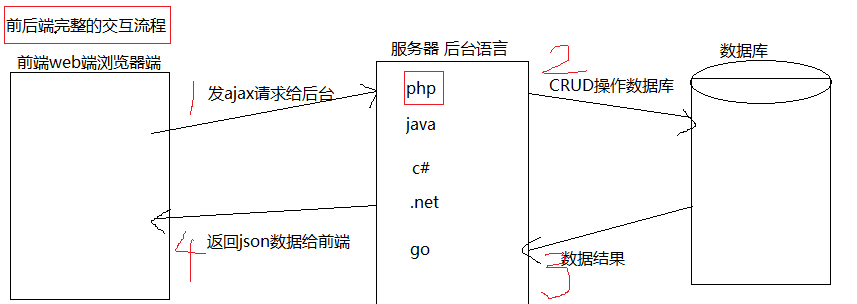 前后端完整的交互流程
前端web端浏览器端
服务器 后台语言
数据库
1
发ajax请求给后台
php
java
c#
.net
go
2
CRUD操作数据库
数据结果
3
返回json数据给前端
4